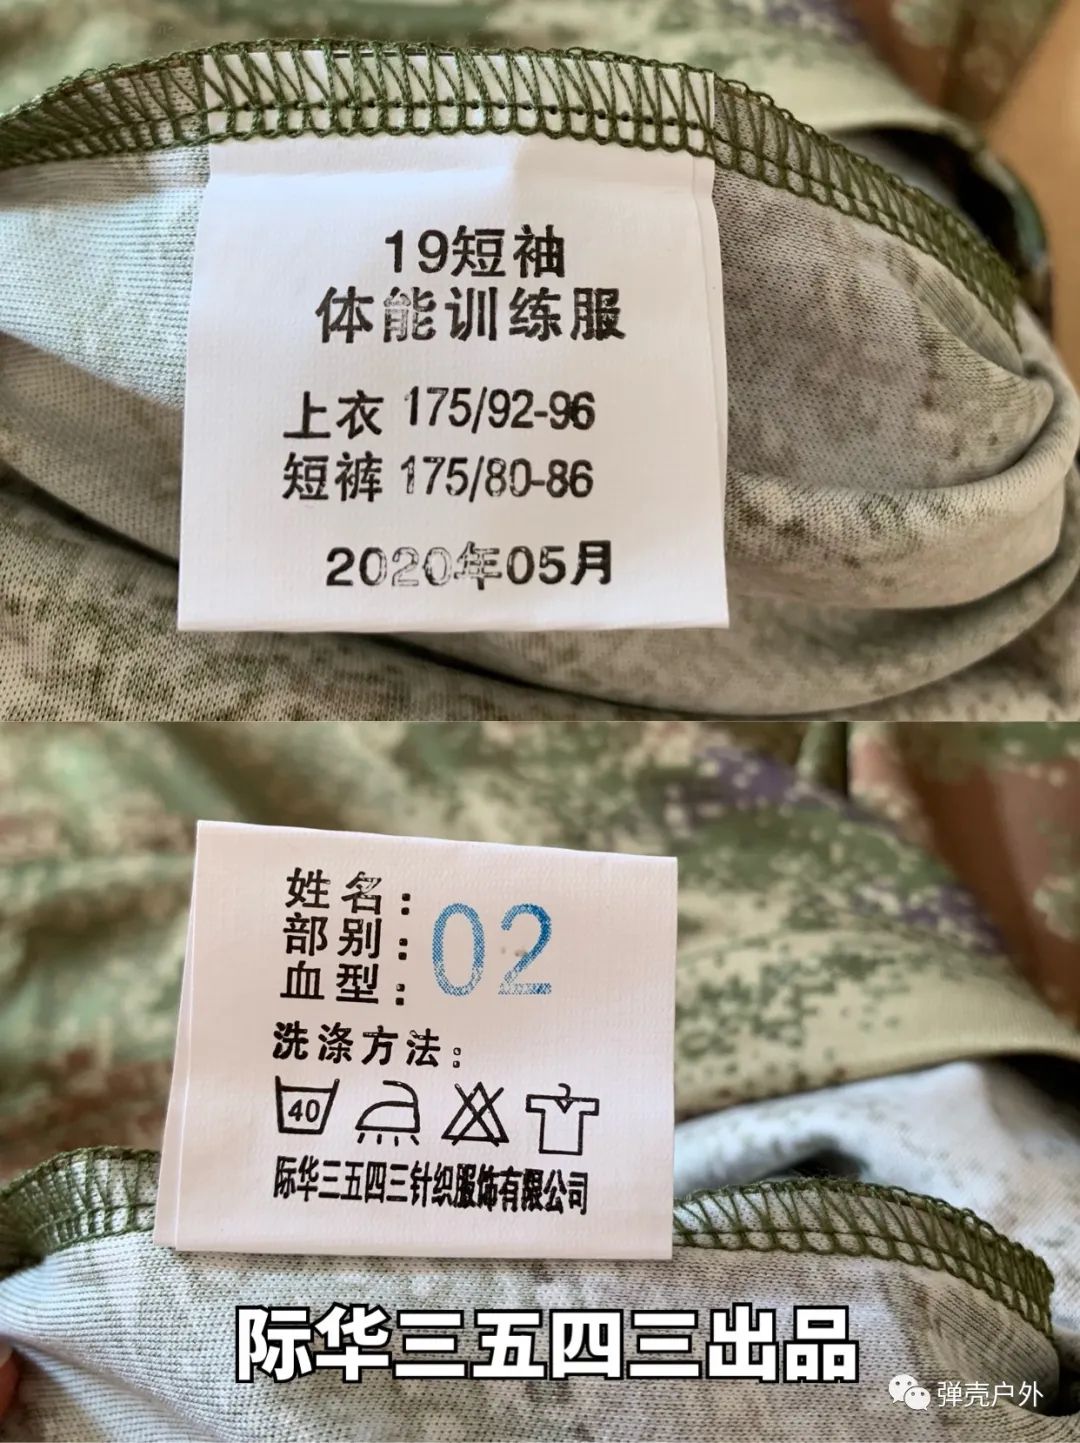 19短袖
体能训练服
上衣 175/92-96
短裤 175/80-86
2020年05月
姓名：
部别：
血型：
02
洗涤方法：
40
际华三五四三针织服饰有限公司
际华三五四三出品
弹壳户外